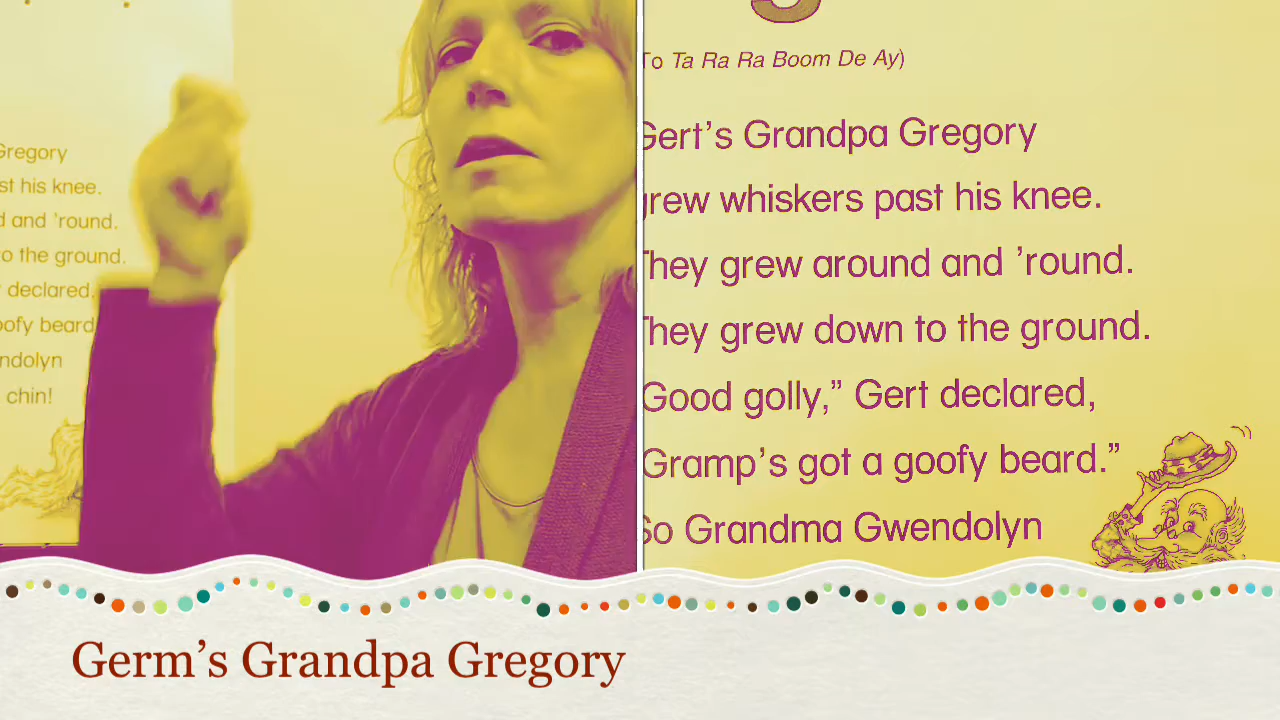 Gregory
st his knee.
d and ’round.
o the ground.
declared,
oofy beard
ndolyn
chin!
To Ta Ra Ra Boom De Ay)
Gert’s Grandpa Gregory
grew whiskers past his knee.
They grew around and ’round.
They grew down to the ground.
Good golly,” Gert declared,
Gramp’s got a goofy beard.”
So Grandma Gwendolyn
Germ’s Grandpa Gregory